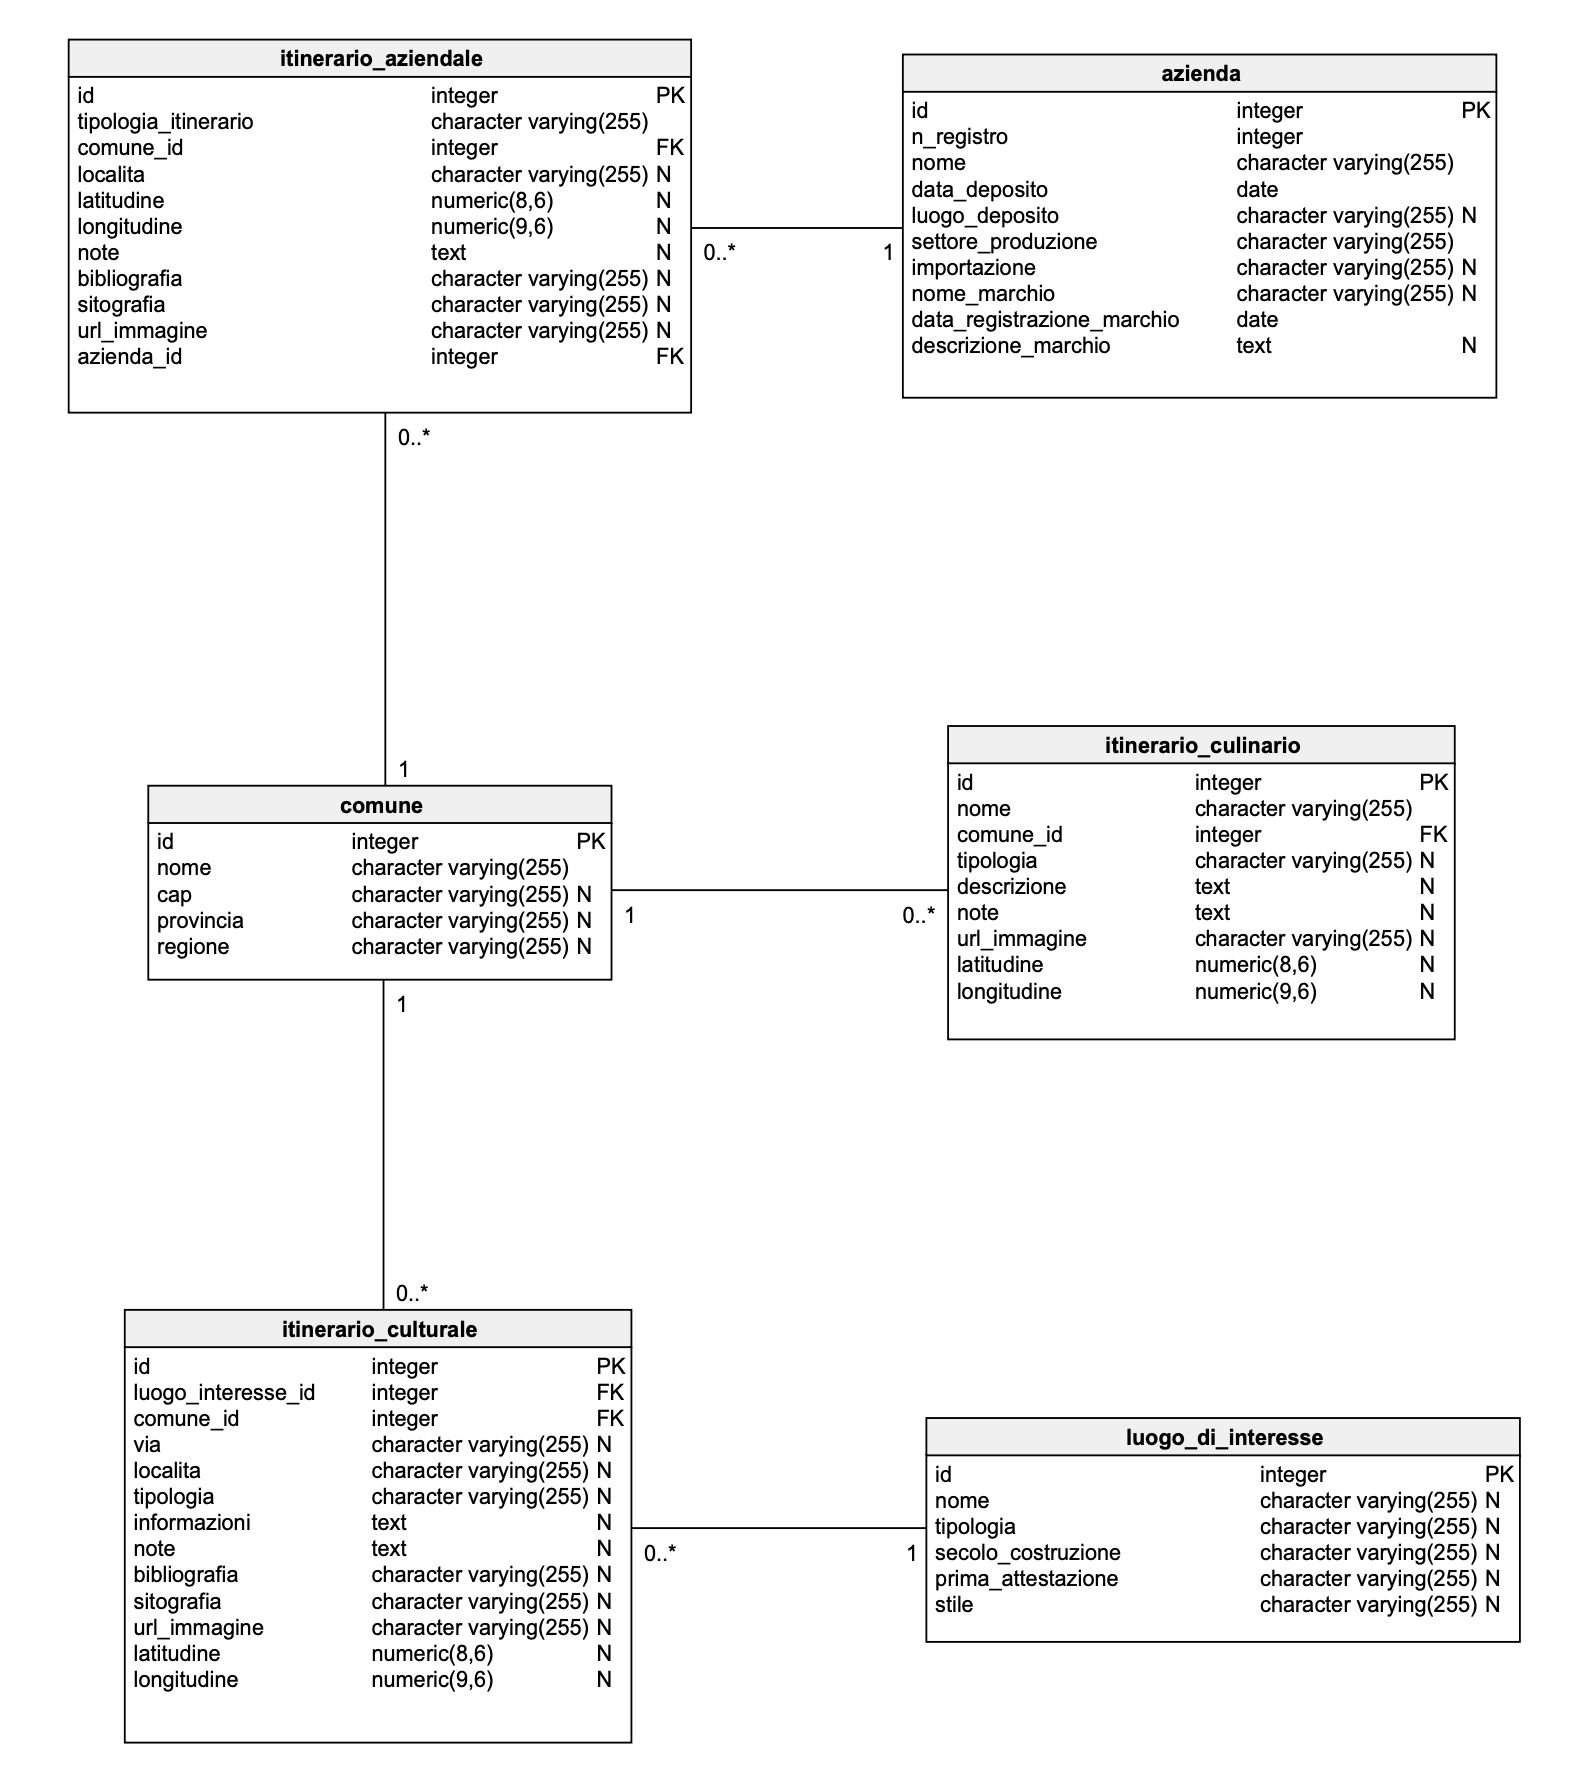 itinerario_aziendale
id integer PK
tipologia_itinerario character varying(255)
comune_id integer FK
localita character varying(255) N
latitudine numeric(8,6) N
longitudine numeric(9,6) N
note text N
bibliografia character varying(255) N
sitografia character varying(255) N
url_immagine character varying(255) N
azienda_id integer FK
0..*
1
azienda
id integer PK
n_registro integer
nome character varying(255)
data_deposito date
luogo_deposito character varying(255) N
settore_produzione character varying(255)
importazione character varying(255) N
nome_marchio character varying(255) N
data_registrazione_marchio date
descrizione_marchio text N
0..*
1
comune
id integer PK
nome character varying(255)
cap character varying(255) N
provincia character varying(255) N
regione character varying(255) N
1
0..*
itinerario_culinario
id integer PK
nome character varying(255)
comune_id integer FK
tipologia character varying(255) N
descrizione text N
note text N
url_immagine character varying(255) N
latitudine numeric(8,6) N
longitudine numeric(9,6) N
1
0..*
itinerario_culturale
id integer PK
luogo_interesse_id integer FK
comune_id integer FK
via character varying(255) N
localita character varying(255) N
tipologia character varying(255) N
informazioni text N
note text N
bibliografia character varying(255) N
sitografia character varying(255) N
url_immagine character varying(255) N
latitudine numeric(8,6) N
longitudine numeric(9,6) N
0..*
1
luogo_di_interesse
id integer PK
nome character varying(255) N
tipologia character varying(255) N
secolo_costruzione character varying(255) N
prima_attestazione character varying(255) N
stile character varying(255) N